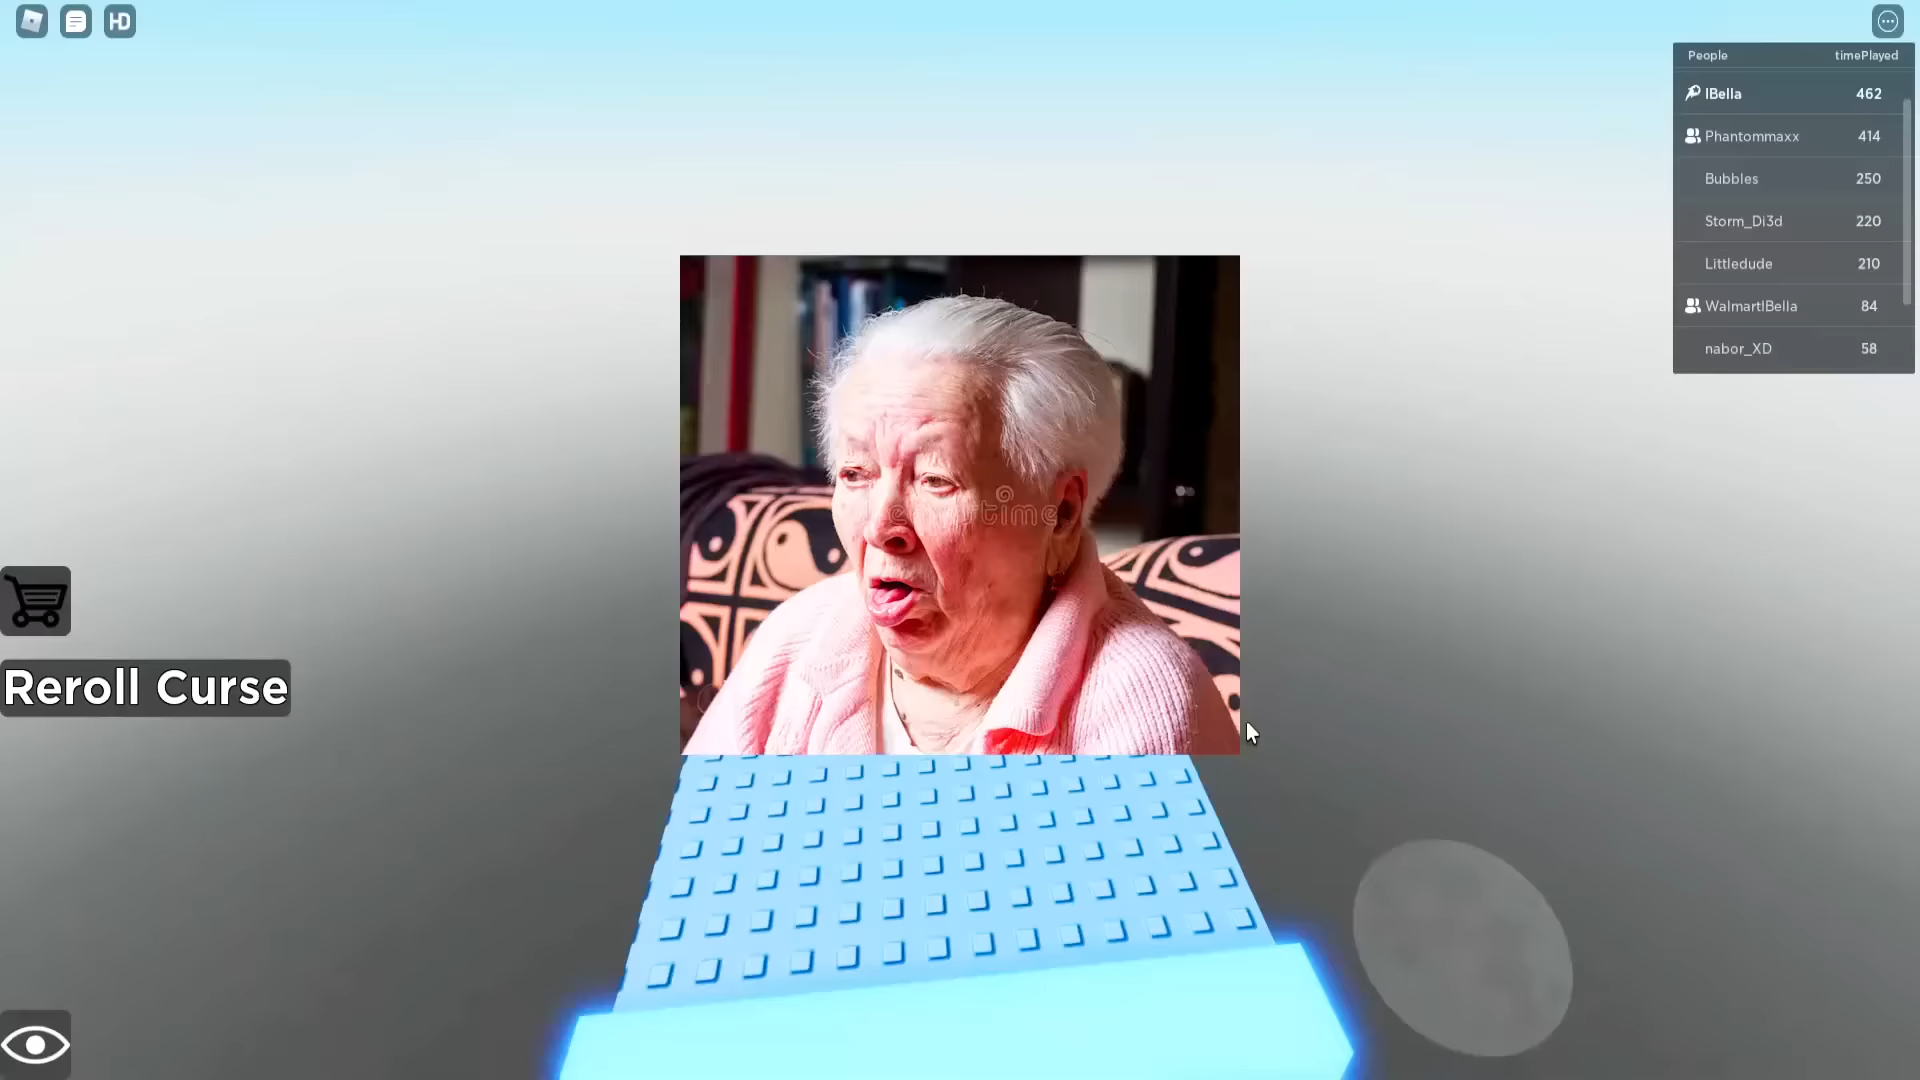 HD
People timePlayed
lBella 462
Phantommaxx 414
Bubbles 250
Storm_Di3d 220
Littledude 210
WalmartlBella 84
nabor_XD 58
Reroll Curse